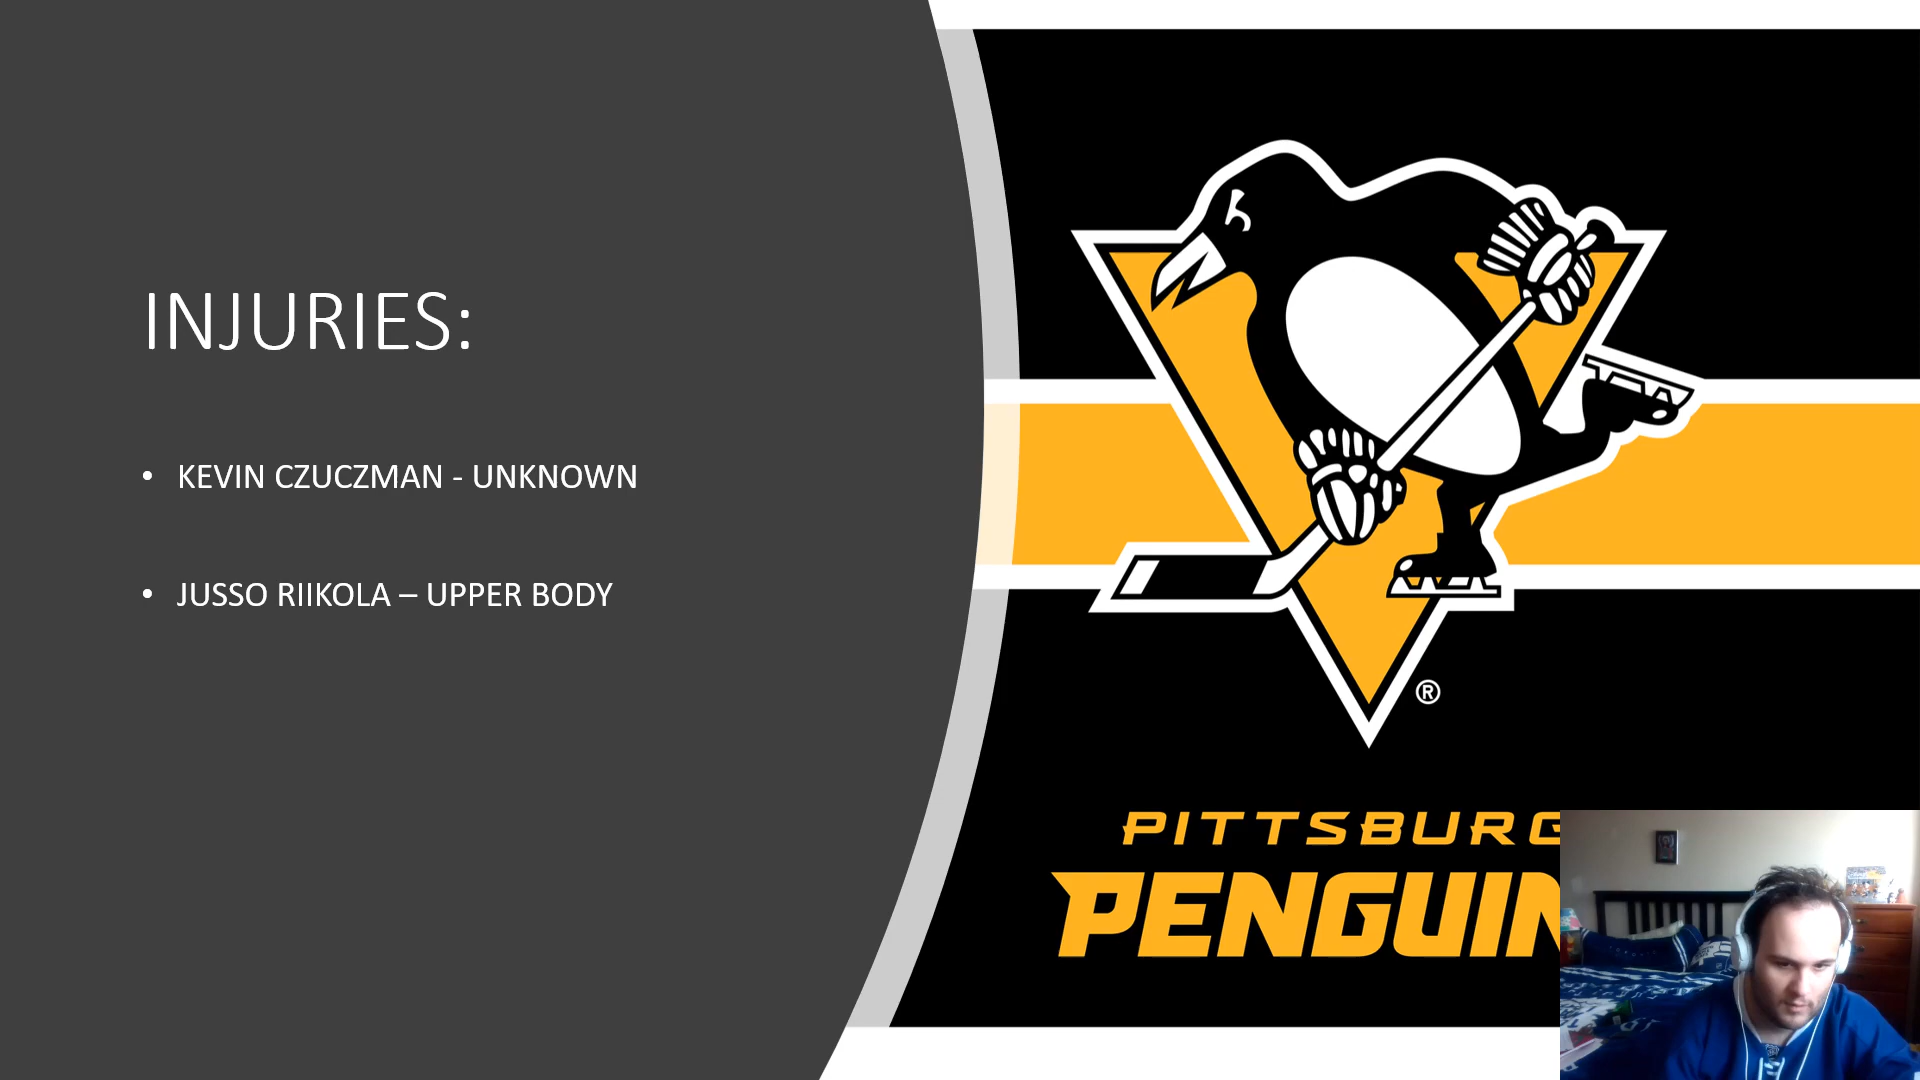 INJURIES:
• KEVIN CZUCZMAN - UNKNOWN
• JUSSO RIIKOLA – UPPER BODY
®
PITTSBURG
PENGUIN